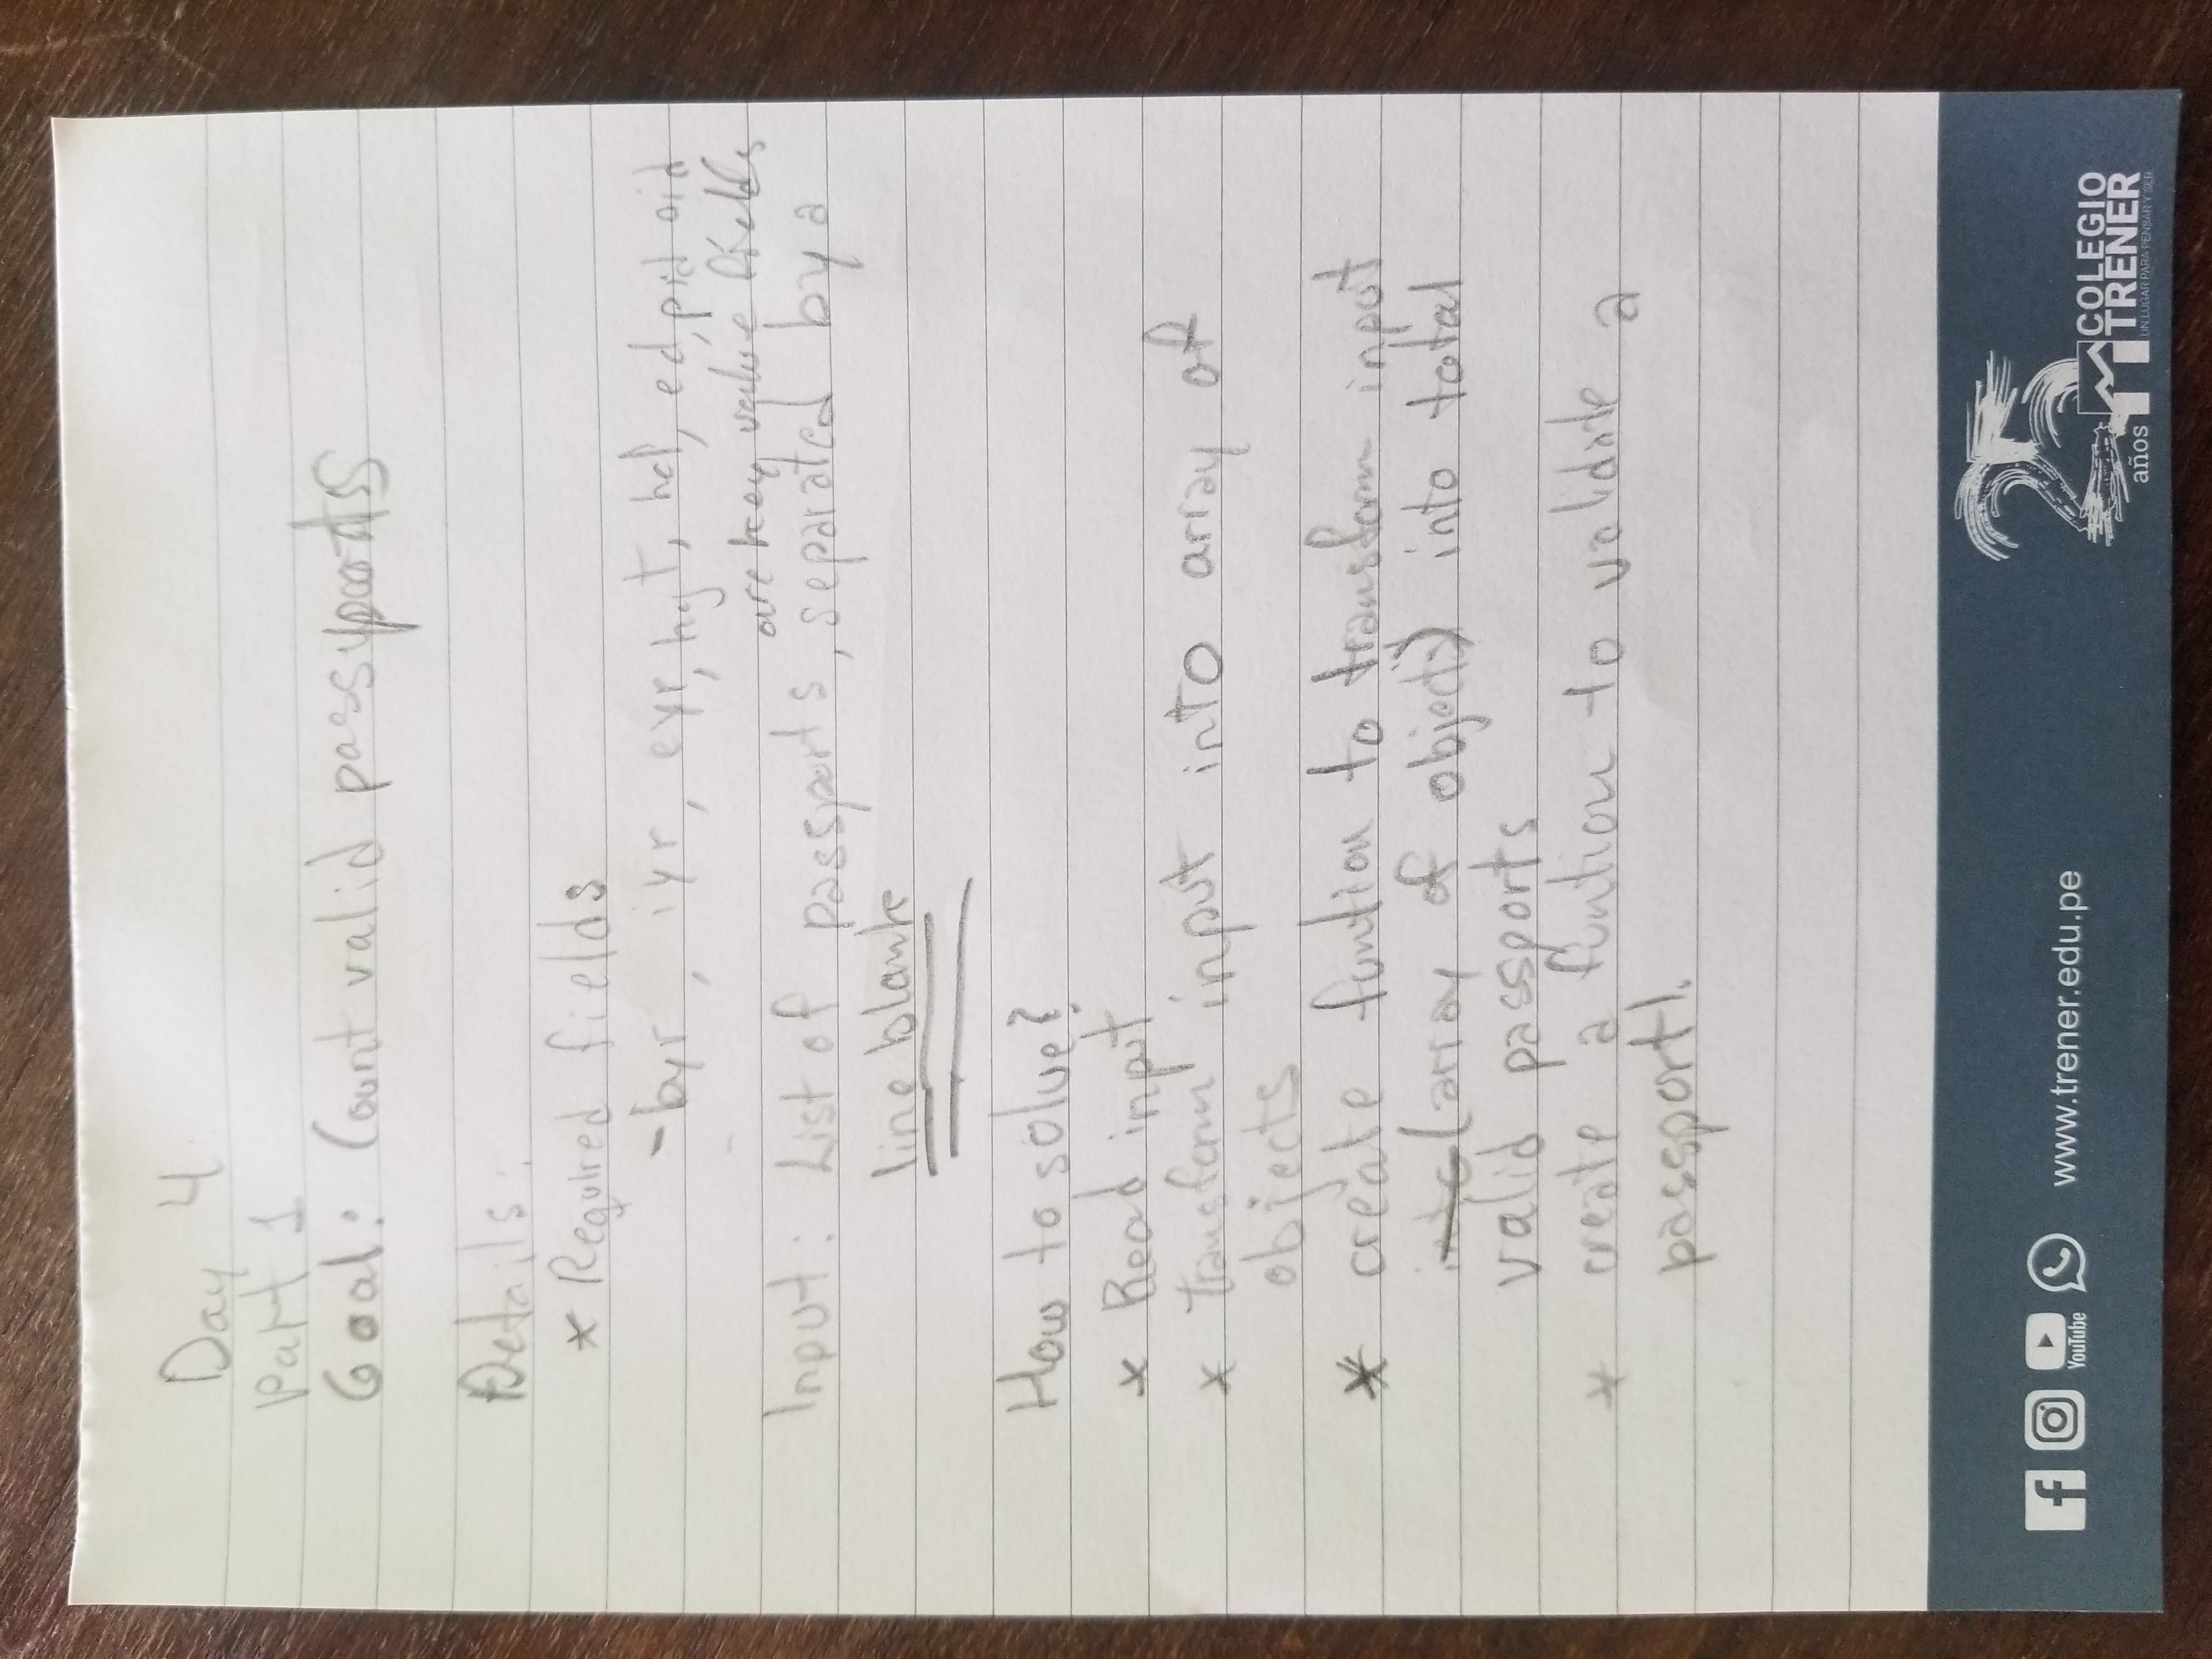 Day 4
Part 1
Goal: Count valid passports
Details:
* Required fields
- byr, iyr, eyr, hgt, hcl, ed, pid
are key value fields
Input: List of passports, separated by a
line blank
How to solve?
* Read input
* transform input into array of
objects
* create funtion to transform input
into (array of objects) into total
valid passports
* create a funtion to validate a
passport!.
YouTube
www.trener.edu.pe
25
años
COLEGIO
TRENER
UN LUGAR PARA PENSAR Y SER